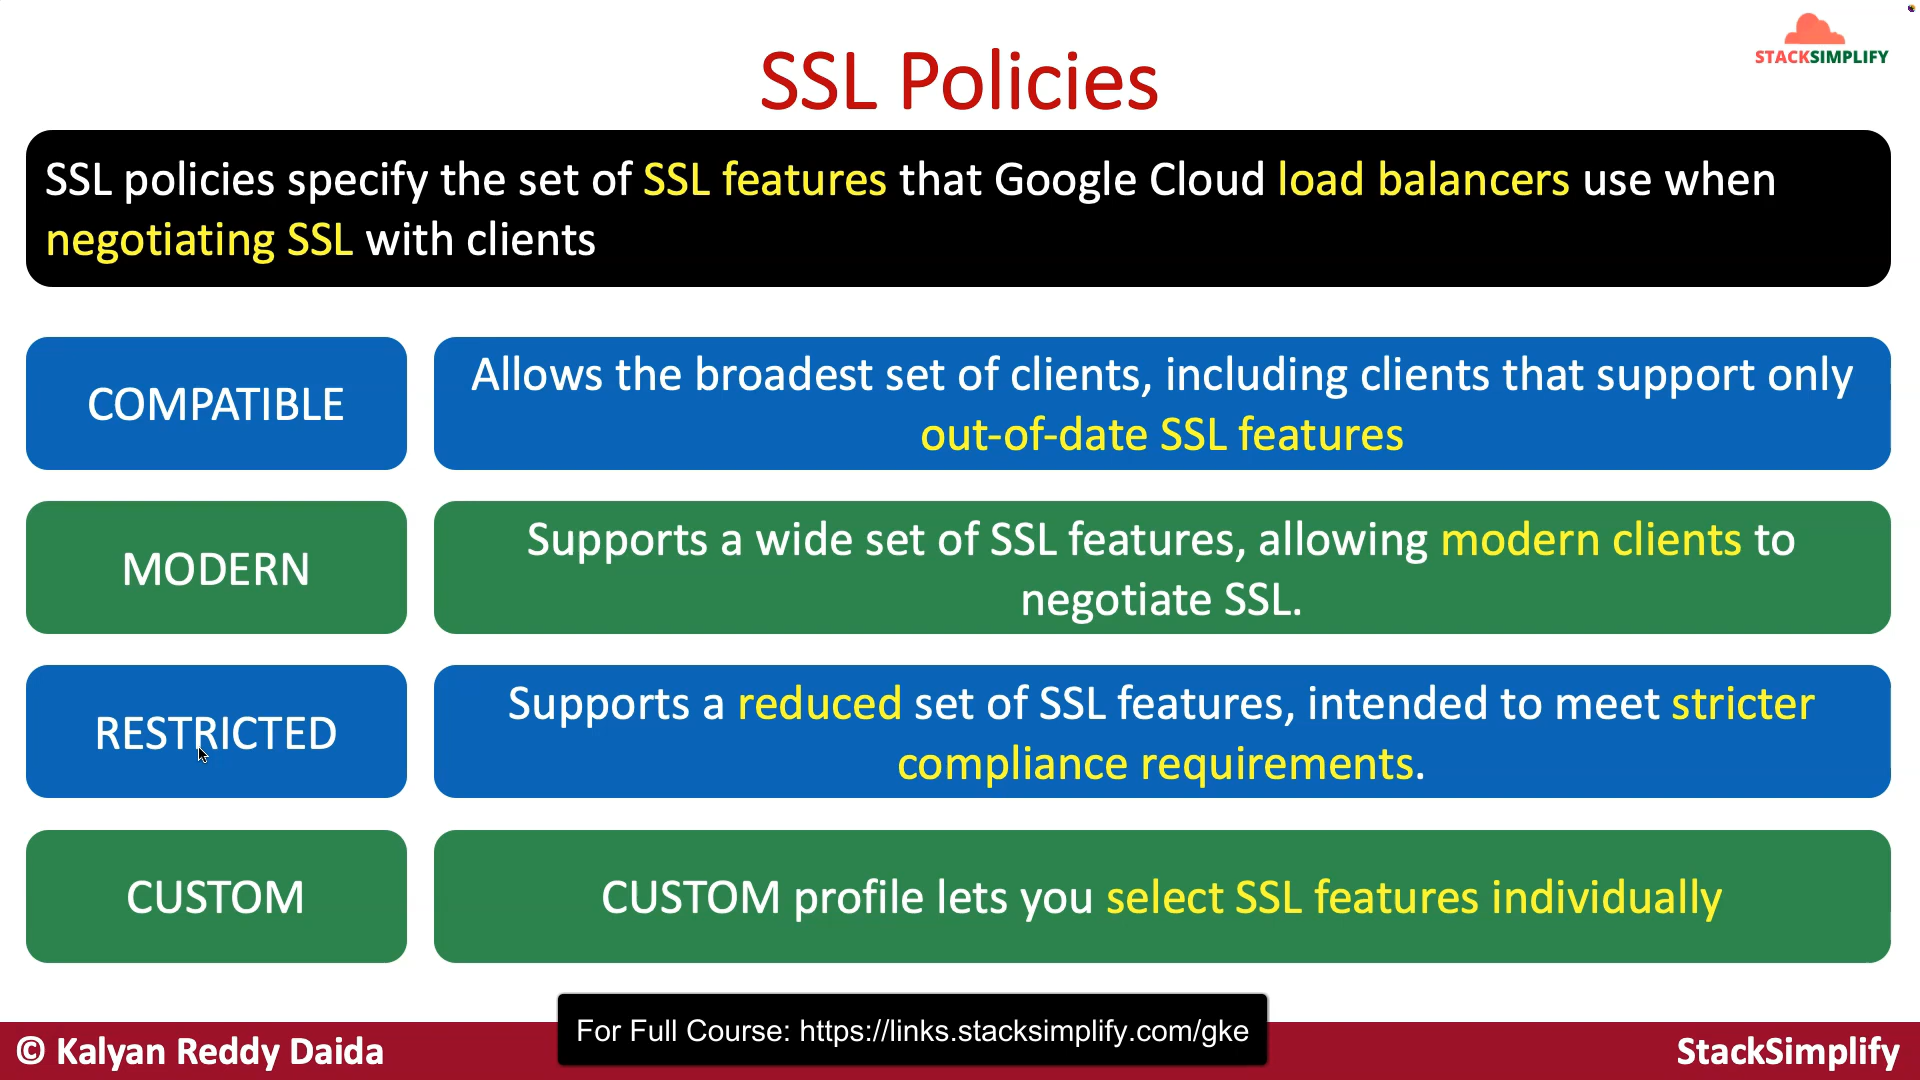 STACKSIMPLIFY
SSL Policies
SSL policies specify the set of SSL features that Google Cloud load balancers use when
negotiating SSL with clients
COMPATIBLE
Allows the broadest set of clients, including clients that support only
out-of-date SSL features
MODERN
Supports a wide set of SSL features, allowing modern clients to
negotiate SSL.
RESTRICTED
Supports a reduced set of SSL features, intended to meet stricter
compliance requirements.
CUSTOM
CUSTOM profile lets you select SSL features individually
For Full Course: https://links.stacksimplify.com/gke
© Kalyan Reddy Daida
StackSimplify